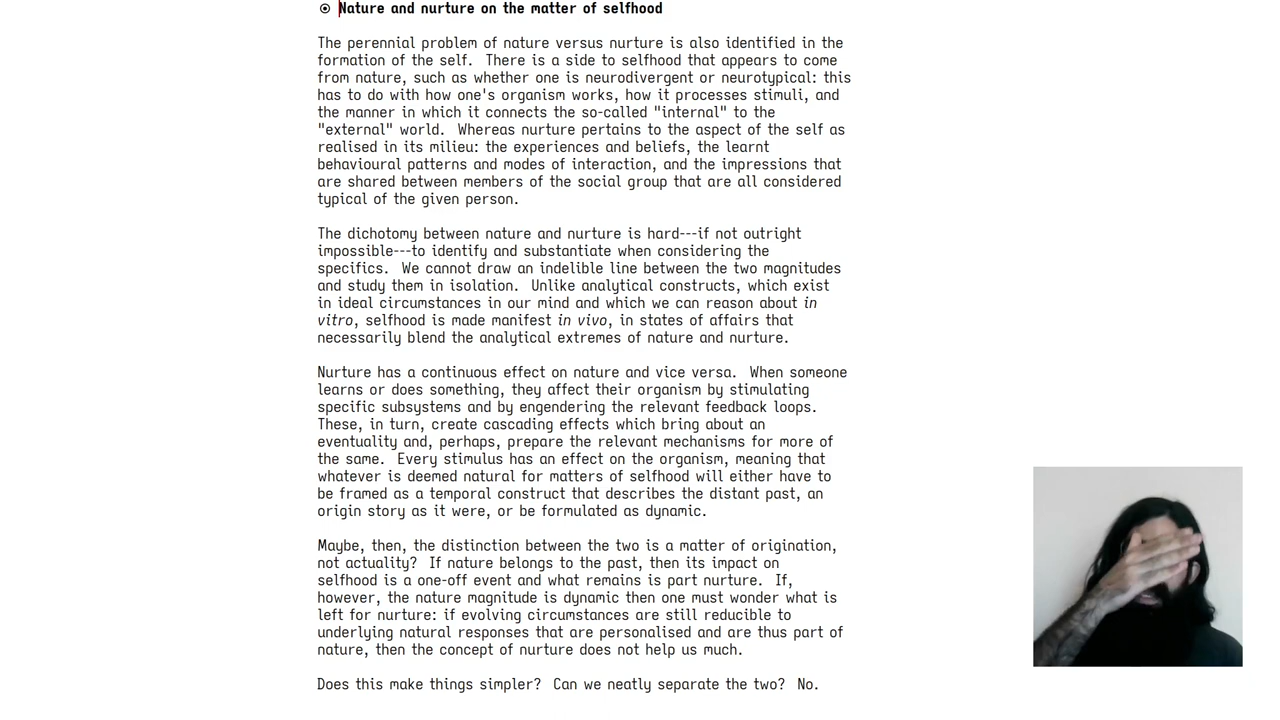 Nature and nurture on the matter of selfhood
The perennial problem of nature versus nurture is also identified in the
formation of the self.  There is a side to selfhood that appears to come
from nature, such as whether one is neurodivergent or neurotypical: this
has to do with how one's organism works, how it processes stimuli, and
the manner in which it connects the so-called "internal" to the
"external" world.  Whereas nurture pertains to the aspect of the self as
realised in its milieu: the experiences and beliefs, the learnt
behavioural patterns and modes of interaction, and the impressions that
are shared between members of the social group that are all considered
typical of the given person.
The dichotomy between nature and nurture is hard---if not outright
impossible---to identify and substantiate when considering the
specifics.  We cannot draw an indelible line between the two magnitudes
and study them in isolation.  Unlike analytical constructs, which exist
in ideal circumstances in our mind and which we can reason about in
vitro, selfhood is made manifest in vivo, in states of affairs that
necessarily blend the analytical extremes of nature and nurture.
Nurture has a continuous effect on nature and vice versa.  When someone
learns or does something, they affect their organism by stimulating
specific subsystems and by engendering the relevant feedback loops.
These, in turn, create cascading effects which bring about an
eventuality and, perhaps, prepare the relevant mechanisms for more of
the same.  Every stimulus has an effect on the organism, meaning that
whatever is deemed natural for matters of selfhood will either have to
be framed as a temporal construct that describes the distant past, an
origin story as it were, or be formulated as dynamic.
Maybe, then, the distinction between the two is a matter of origination,
not actuality?  If nature belongs to the past, then its impact on
selfhood is a one-off event and what remains is part nurture.  If,
however, the nature magnitude is dynamic then one must wonder what is
left for nurture: if evolving circumstances are still reducible to
underlying natural responses that are personalised and are thus part of
nature, then the concept of nurture does not help us much.
Does this make things simpler?  Can we neatly separate the two?  No.